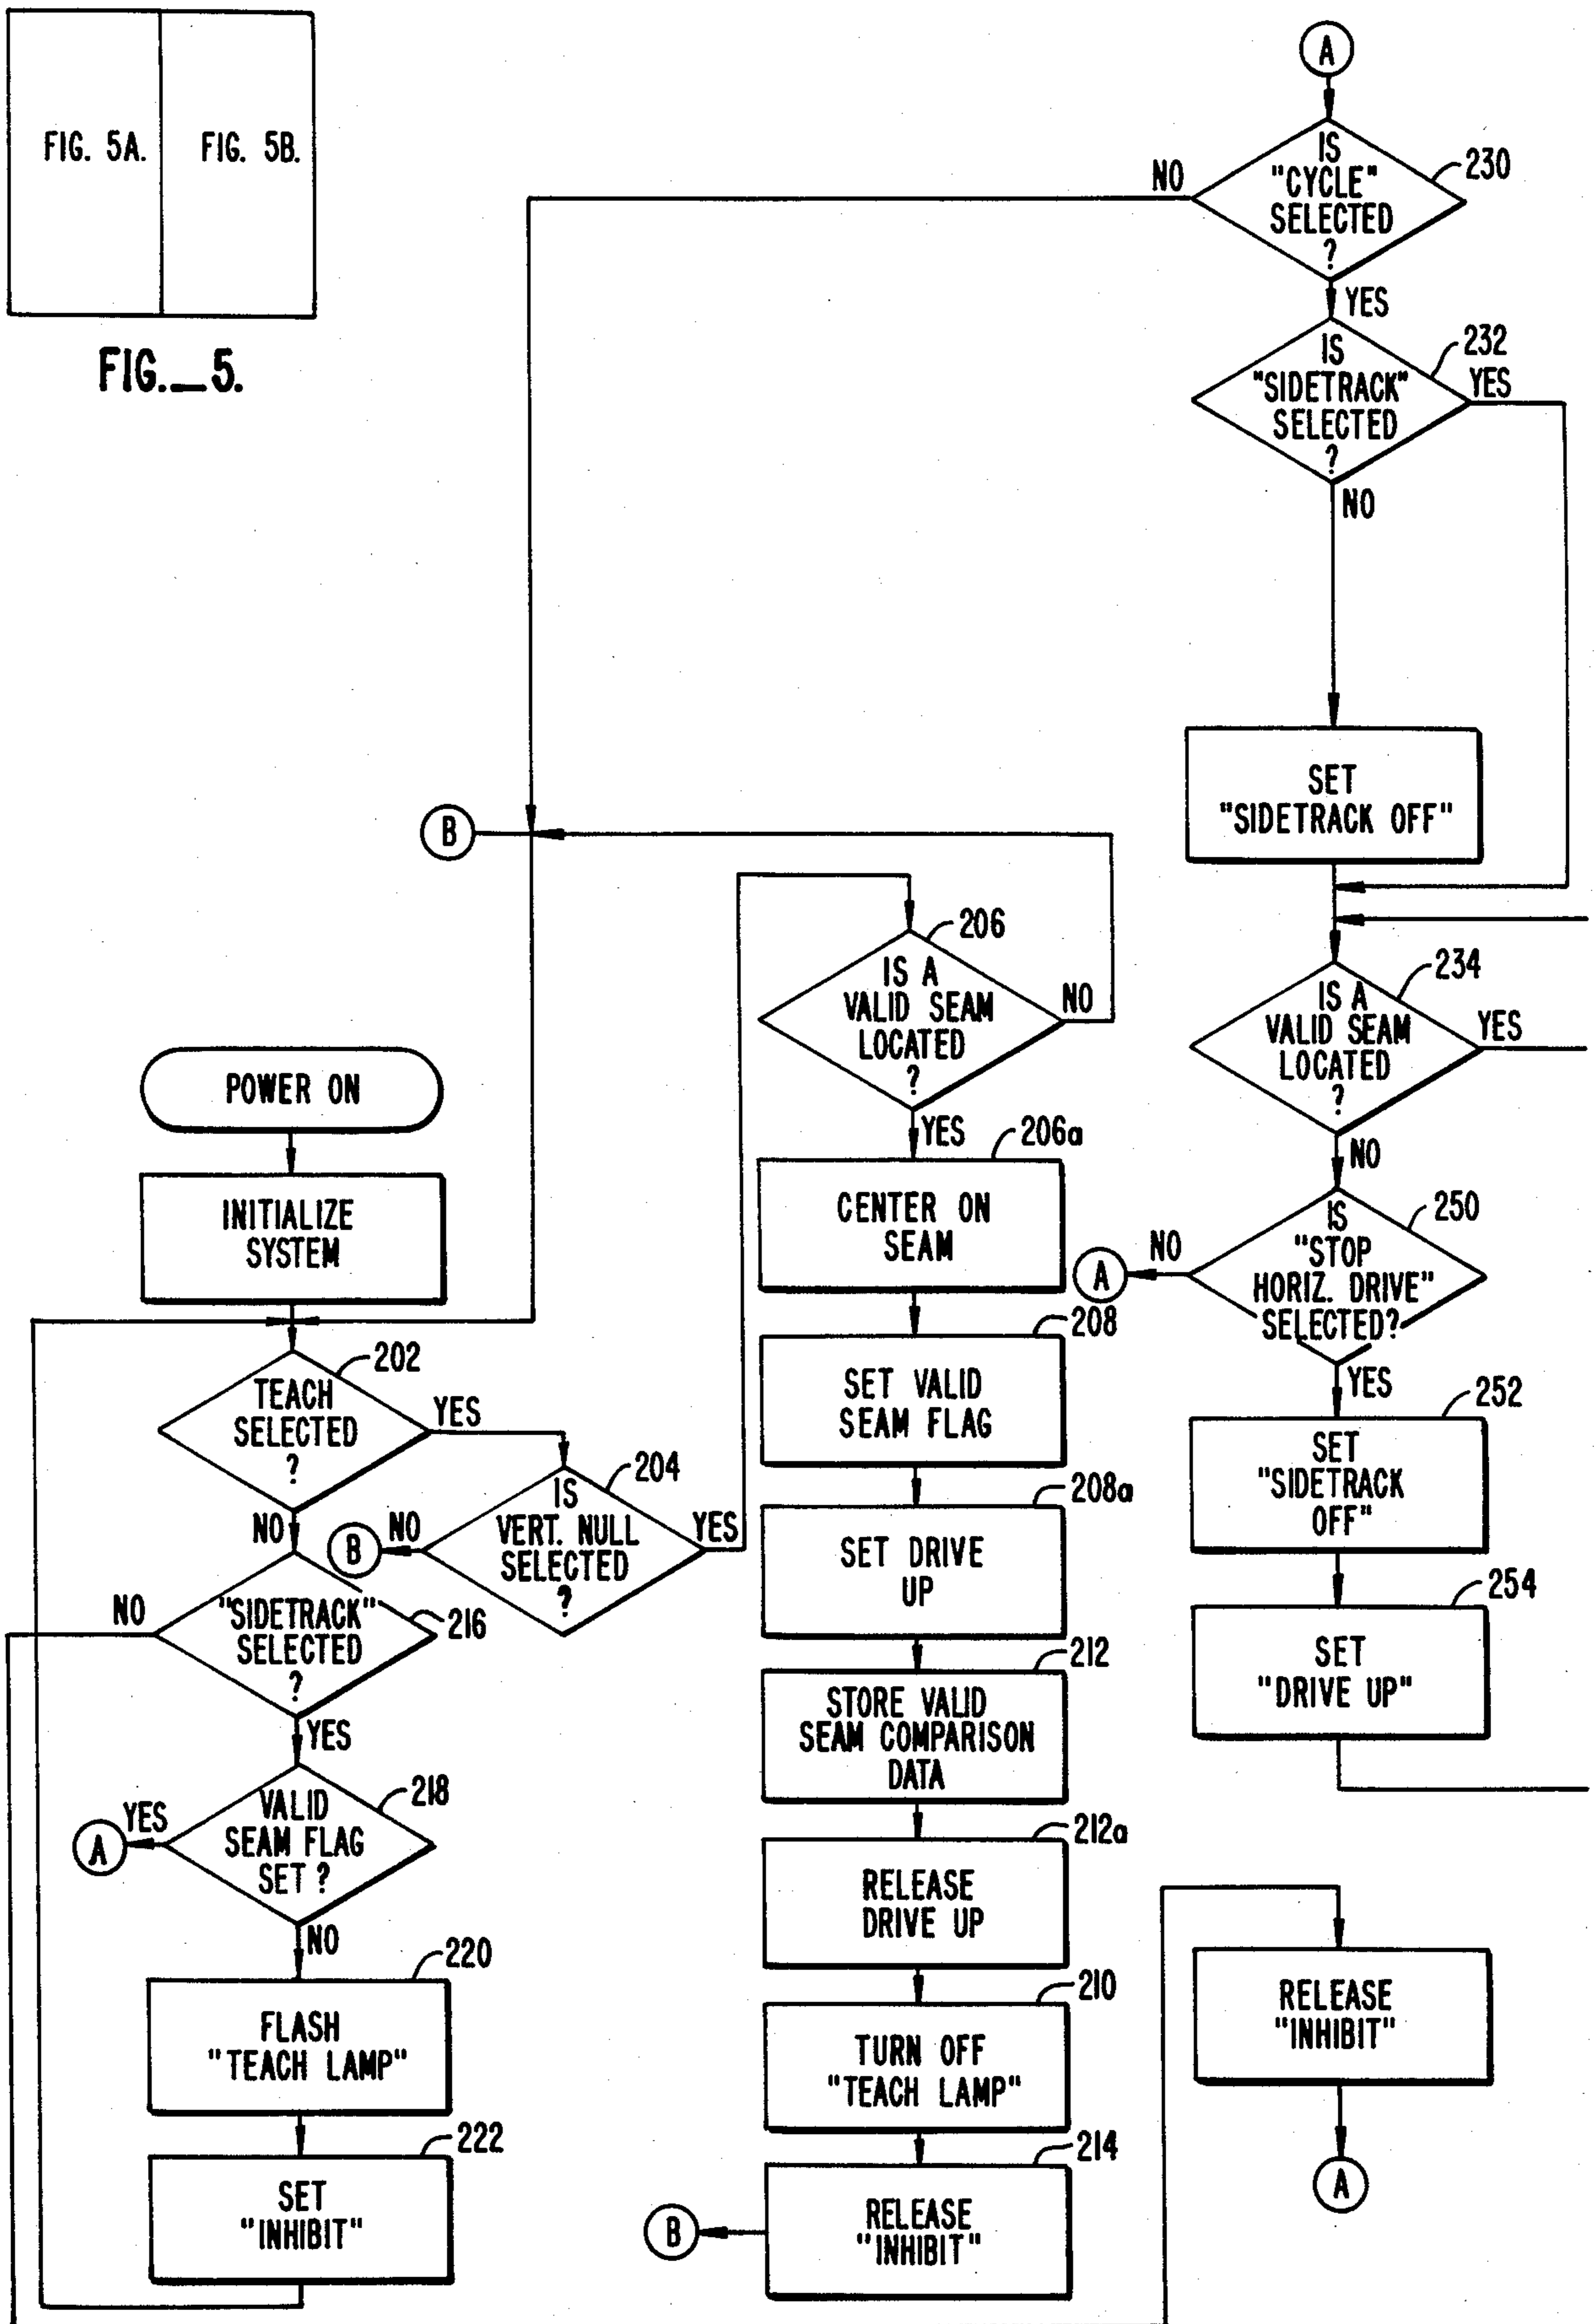 FIG. 5A.
FIG. 5B.
FIG. 5.
A
IS
"CYCLE"
SELECTED
?
230
NO
YES
IS
"SIDETRACK"
SELECTED
?
232
YES
NO
SET
"SIDETRACK OFF"
B
206
IS A
VALID SEAM
LOCATED
?
NO
YES
234
IS A
VALID SEAM
LOCATED
?
YES
NO
POWER ON
INITIALIZE
SYSTEM
202
TEACH
SELECTED
?
YES
NO
204
IS
VERT. NULL
SELECTED
?
NO
B
YES
"SIDETRACK"
SELECTED
?
216
NO
YES
218
VALID
SEAM FLAG
SET ?
YES
A
NO
220
FLASH
"TEACH LAMP"
222
SET
"INHIBIT"
206a
CENTER ON
SEAM
208
SET VALID
SEAM FLAG
208a
SET DRIVE
UP
212
STORE VALID
SEAM COMPARISON
DATA
212a
RELEASE
DRIVE UP
210
TURN OFF
"TEACH LAMP"
214
RELEASE
"INHIBIT"
B
250
IS
"STOP
HORIZ. DRIVE"
SELECTED?
NO
A
YES
252
SET
"SIDETRACK
OFF"
254
SET
"DRIVE UP"
RELEASE
"INHIBIT"
A